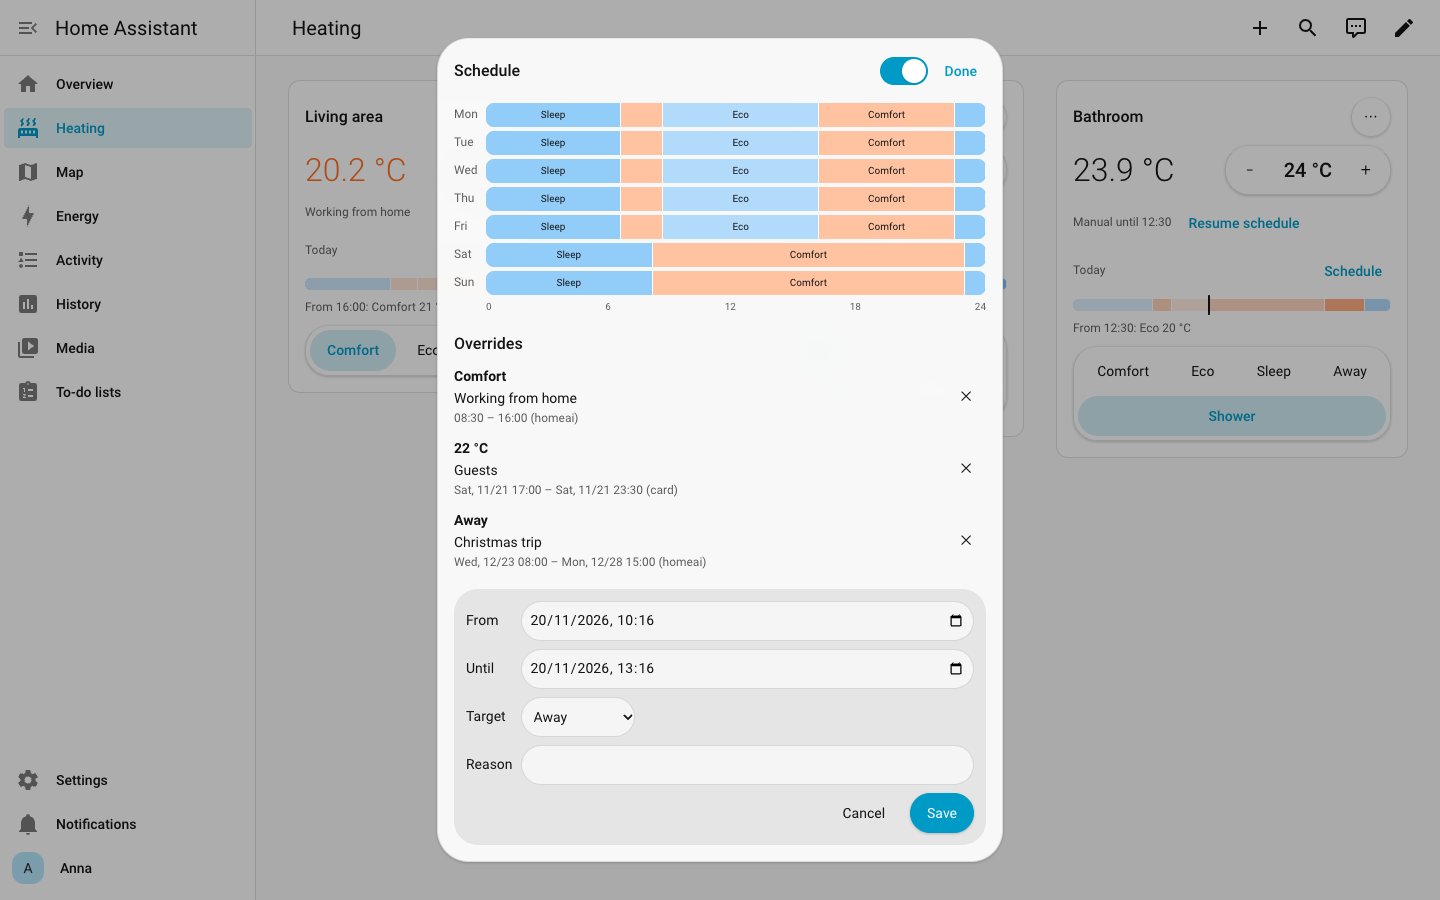 Home Assistant
Heating
Overview
Heating
Map
Energy
Activity
History
Media
To-do lists
Settings
Notifications
A Anna
Living area
20.2 °C
Working from home
Today
From 16:00: Comfort 21
Comfort Ec
Schedule Done
Mon Sleep Eco Comfort
Tue Sleep Eco Comfort
Wed Sleep Eco Comfort
Thu Sleep Eco Comfort
Fri Sleep Eco Comfort
Sat Sleep Comfort
Sun Sleep Comfort
0 6 12 18 24
Overrides
Comfort
Working from home
08:30 – 16:00 (homeai)
22 °C
Guests
Sat, 11/21 17:00 – Sat, 11/21 23:30 (card)
Away
Christmas trip
Wed, 12/23 08:00 – Mon, 12/28 15:00 (homeai)
From 20/11/2026, 10:16
Until 20/11/2026, 13:16
Target Away
Reason
Cancel Save
Bathroom ...
23.9 °C - 24 °C +
Manual until 12:30 Resume schedule
Today Schedule
From 12:30: Eco 20 °C
Comfort Eco Sleep Away
Shower